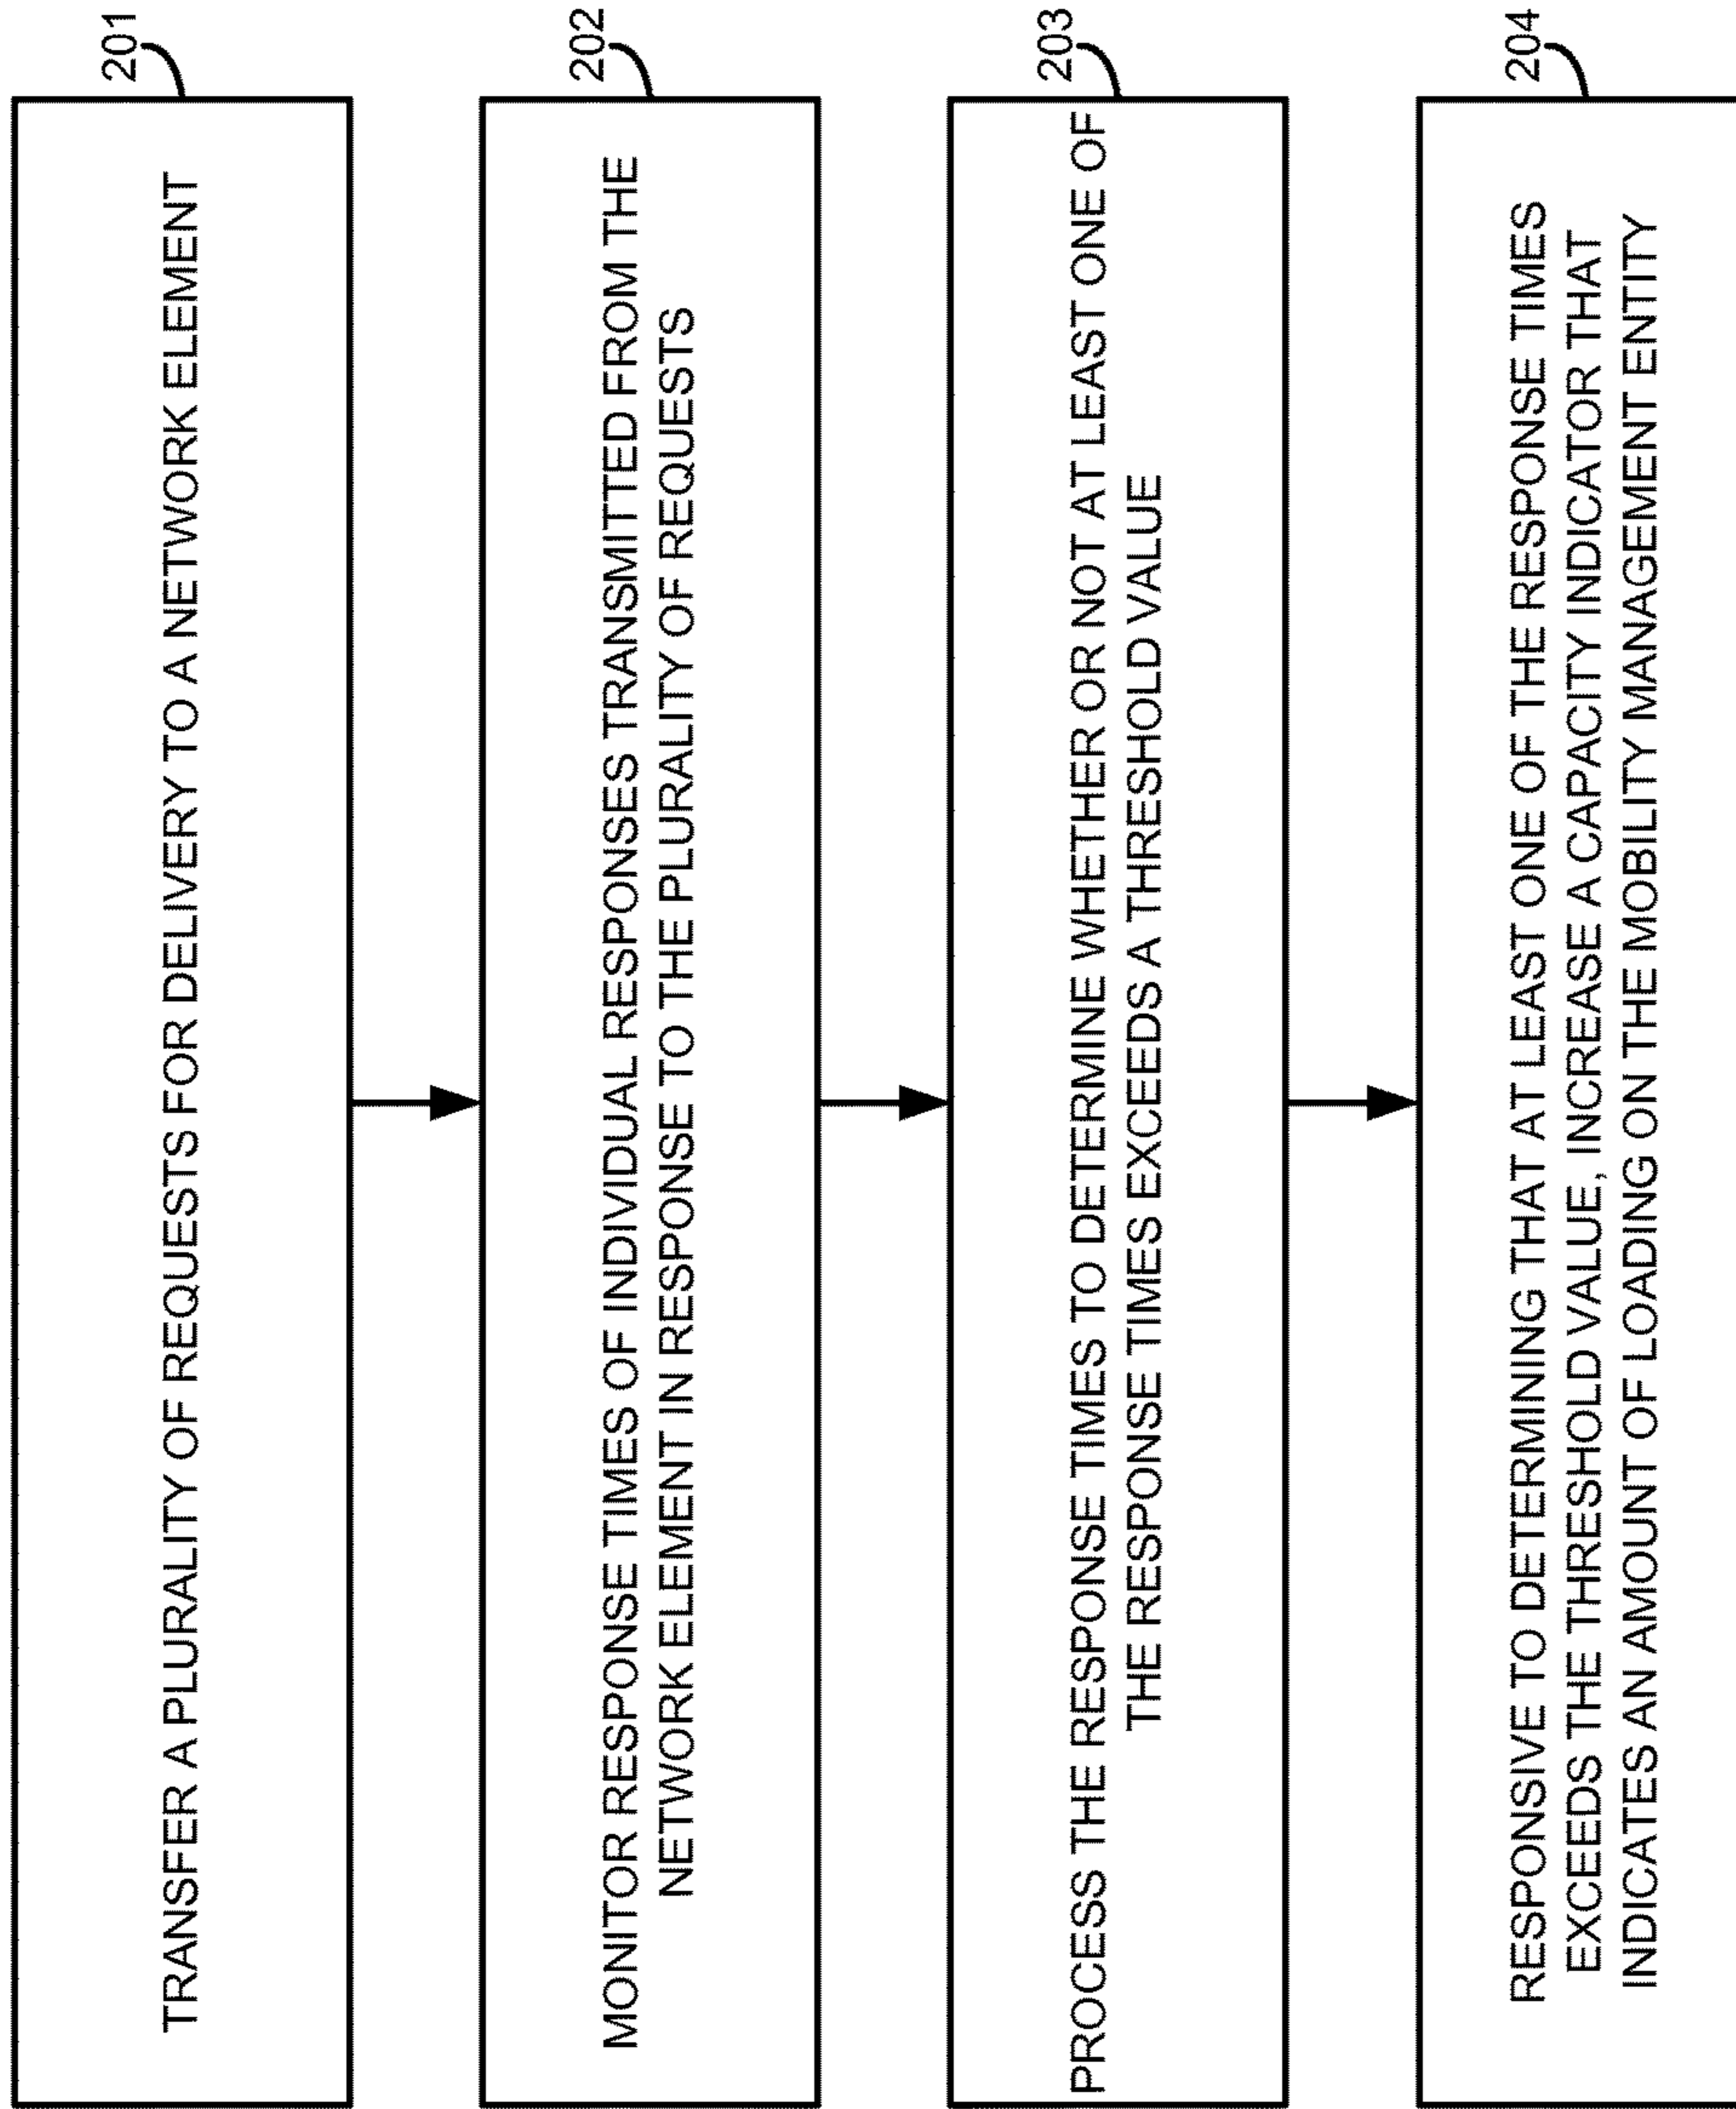 201
TRANSFER A PLURALITY OF REQUESTS FOR DELIVERY TO A NETWORK ELEMENT
202
MONITOR RESPONSE TIMES OF INDIVIDUAL RESPONSES TRANSMITTED FROM THE
NETWORK ELEMENT IN RESPONSE TO THE PLURALITY OF REQUESTS
203
PROCESS THE RESPONSE TIMES TO DETERMINE WHETHER OR NOT AT LEAST ONE OF
THE RESPONSE TIMES EXCEEDS A THRESHOLD VALUE
204
RESPONSIVE TO DETERMINING THAT AT LEAST ONE OF THE RESPONSE TIMES
EXCEEDS THE THRESHOLD VALUE, INCREASE A CAPACITY INDICATOR THAT
INDICATES AN AMOUNT OF LOADING ON THE MOBILITY MANAGEMENT ENTITY